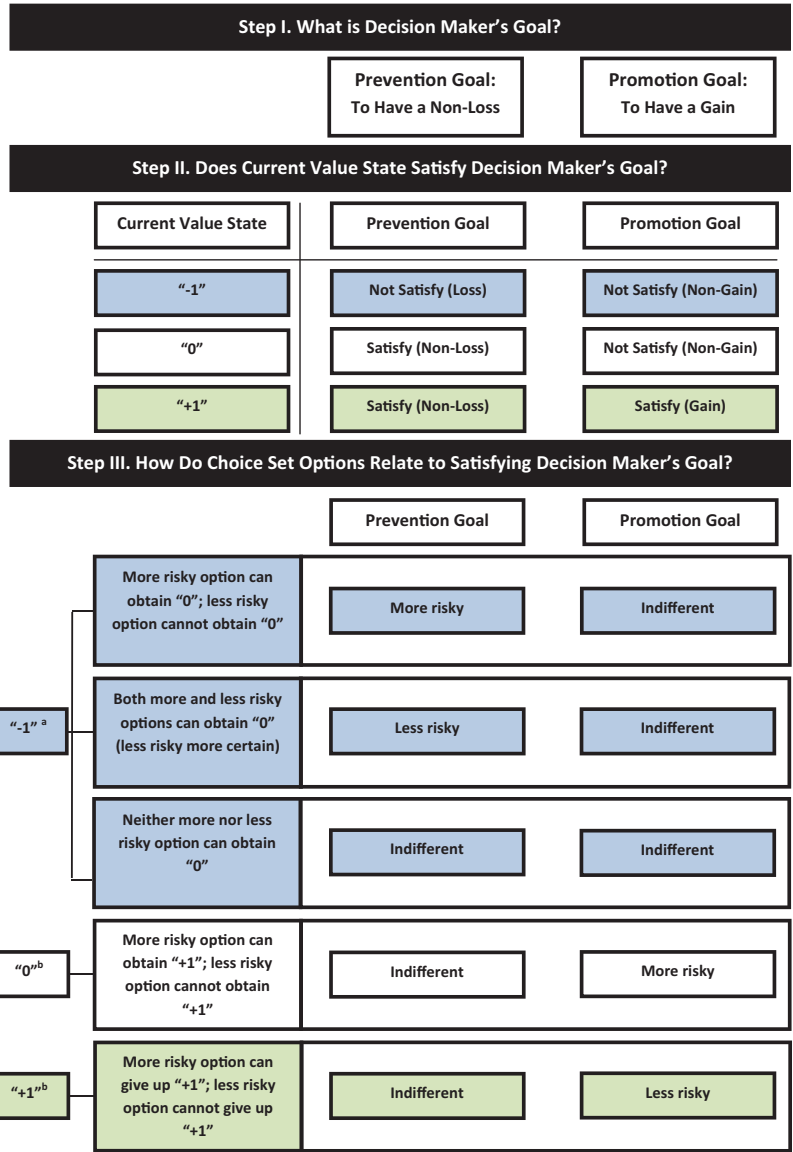 Step I. What is Decision Maker’s Goal?
Prevention Goal:
To Have a Non-Loss
Promotion Goal:
To Have a Gain
Step II. Does Current Value State Satisfy Decision Maker’s Goal?
Current Value State
Prevention Goal
Promotion Goal
“-1”
Not Satisfy (Loss)
Not Satisfy (Non-Gain)
“0”
Satisfy (Non-Loss)
Not Satisfy (Non-Gain)
“+1”
Satisfy (Non-Loss)
Satisfy (Gain)
Step III. How Do Choice Set Options Relate to Satisfying Decision Maker’s Goal?
Prevention Goal
Promotion Goal
“-1” a
More risky option can
obtain “0”; less risky
option cannot obtain “0”
More risky
Indifferent
Both more and less risky
options can obtain “0”
(less risky more certain)
Less risky
Indifferent
Neither more nor less
risky option can obtain
“0”
Indifferent
Indifferent
“0”b
More risky option can
obtain “+1”; less risky
option cannot obtain
“+1”
Indifferent
More risky
“+1”b
More risky option can
give up “+1”; less risky
option cannot give up
“+1”
Indifferent
Less risky